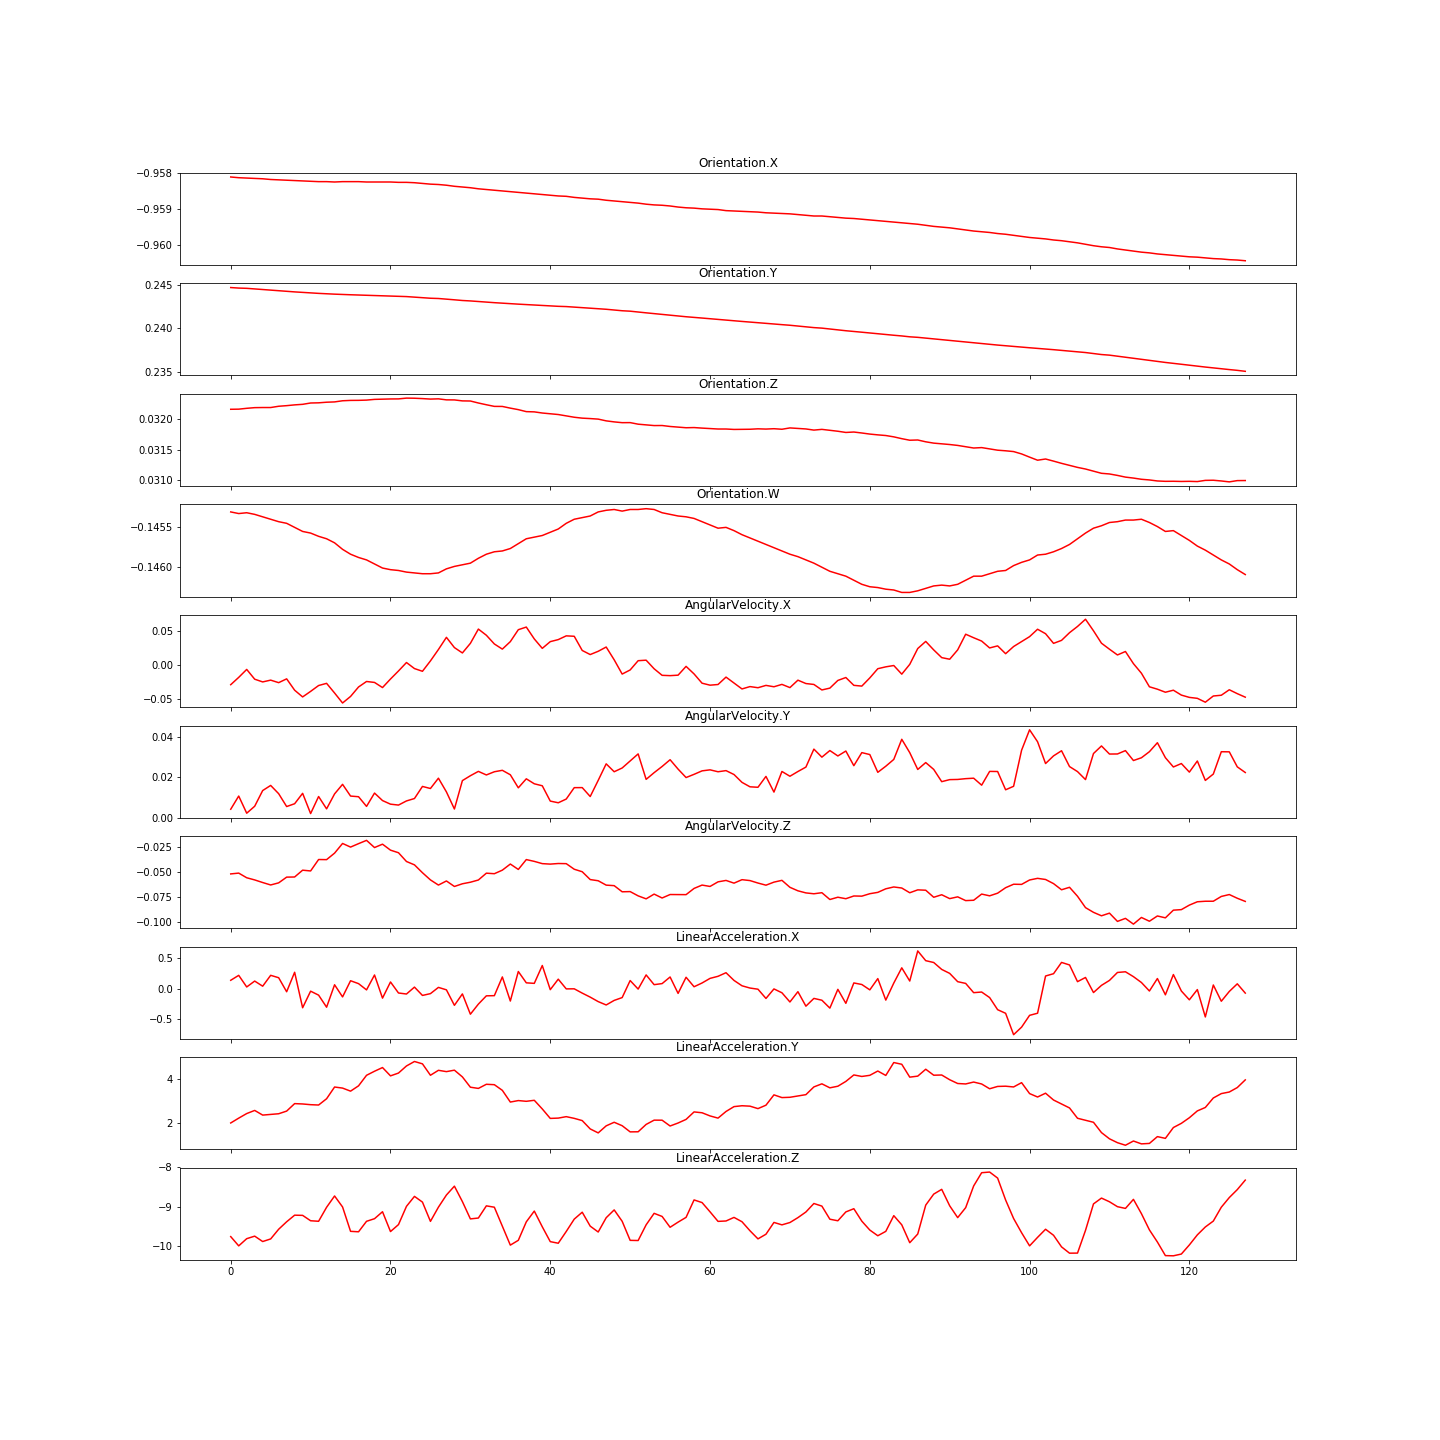 Orientation.X
−0.958
−0.959
−0.960
Orientation.Y
0.245
0.240
0.235
Orientation.Z
0.0320
0.0315
0.0310
Orientation.W
−0.1455
−0.1460
AngularVelocity.X
0.05
0.00
−0.05
AngularVelocity.Y
0.04
0.02
0.00
AngularVelocity.Z
−0.025
−0.050
−0.075
−0.100
LinearAcceleration.X
0.5
0.0
−0.5
LinearAcceleration.Y
4
2
LinearAcceleration.Z
−8
−9
−10
0 20 40 60 80 100 120